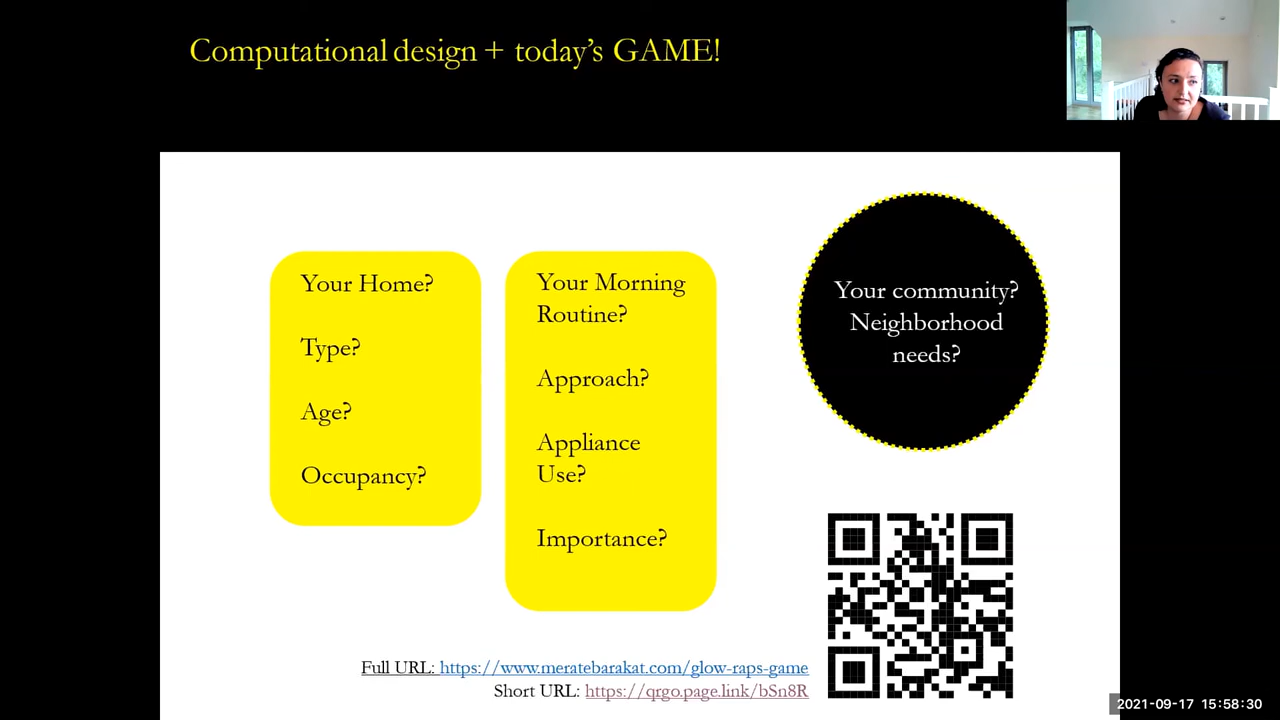 Computational design + today's GAME!
Your Home?
Type?
Age?
Occupancy?
Your Morning
Routine?
Approach?
Appliance
Use?
Importance?
Your community?
Neighborhood
needs?
Full URL: https://www.meratebarakat.com/glow-raps-game
Short URL: https://qrgo.page.link/bSn8R
2021-09-17 15:58:30